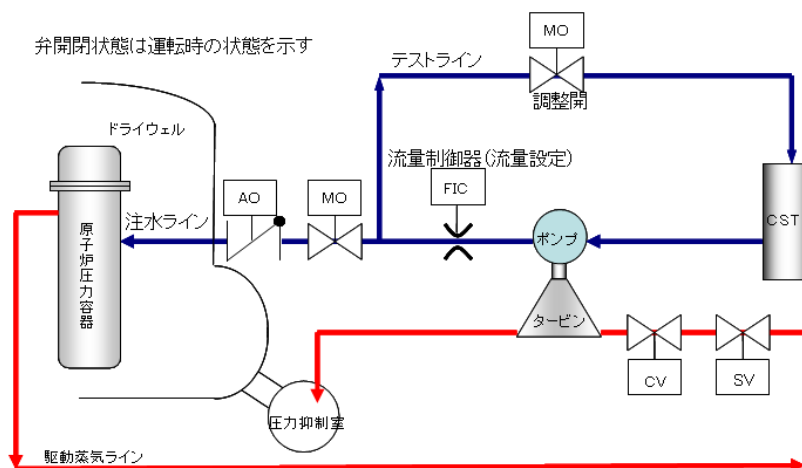 弁開閉状態は運転時の状態を示す
MO
テストライン
調整開
ドライウェル
流量制御器(流量設定)
AO
MO
FIC
注水ライン
CST
ポンプ
原子炉圧力容器
タービン
CV
SV
圧力抑制室
駆動蒸気ライン